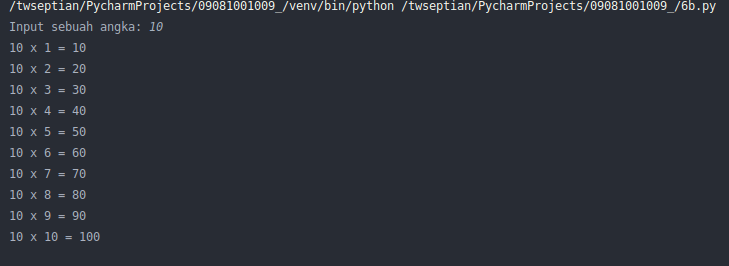 /twseptian/PycharmProjects/09081001009_/venv/bin/python /twseptian/PycharmProjects/09081001009_/6b.py
Input sebuah angka: 10
10 x 1 = 10
10 x 2 = 20
10 x 3 = 30
10 x 4 = 40
10 x 5 = 50
10 x 6 = 60
10 x 7 = 70
10 x 8 = 80
10 x 9 = 90
10 x 10 = 100